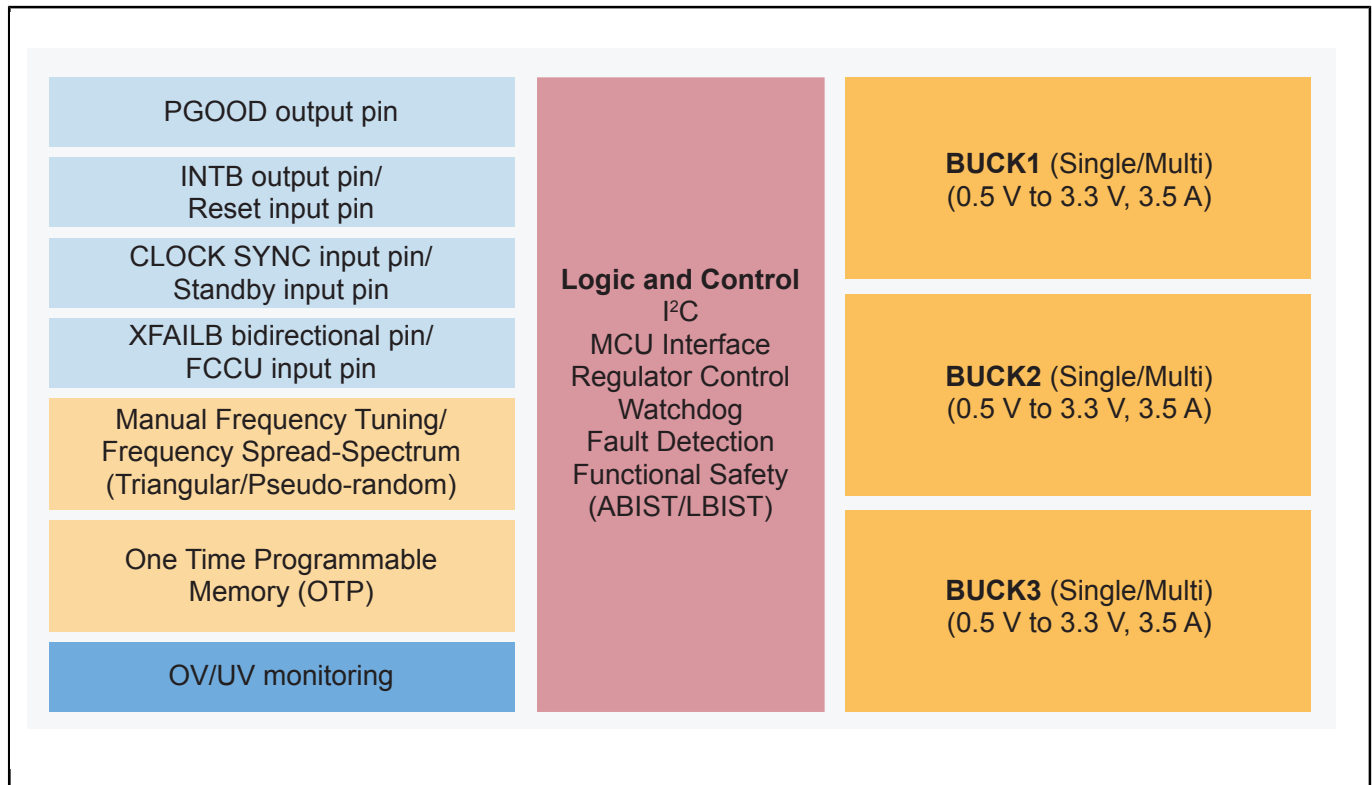 PGOOD output pin
INTB output pin/
Reset input pin
CLOCK SYNC input pin/
Standby input pin
XFAILB bidirectional pin/
FCCU input pin
Manual Frequency Tuning/
Frequency Spread-Spectrum
(Triangular/Pseudo-random)
One Time Programmable
Memory (OTP)
OV/UV monitoring
Logic and Control
I²C
MCU Interface
Regulator Control
Watchdog
Fault Detection
Functional Safety
(ABIST/LBIST)
BUCK1 (Single/Multi)
(0.5 V to 3.3 V, 3.5 A)
BUCK2 (Single/Multi)
(0.5 V to 3.3 V, 3.5 A)
BUCK3 (Single/Multi)
(0.5 V to 3.3 V, 3.5 A)